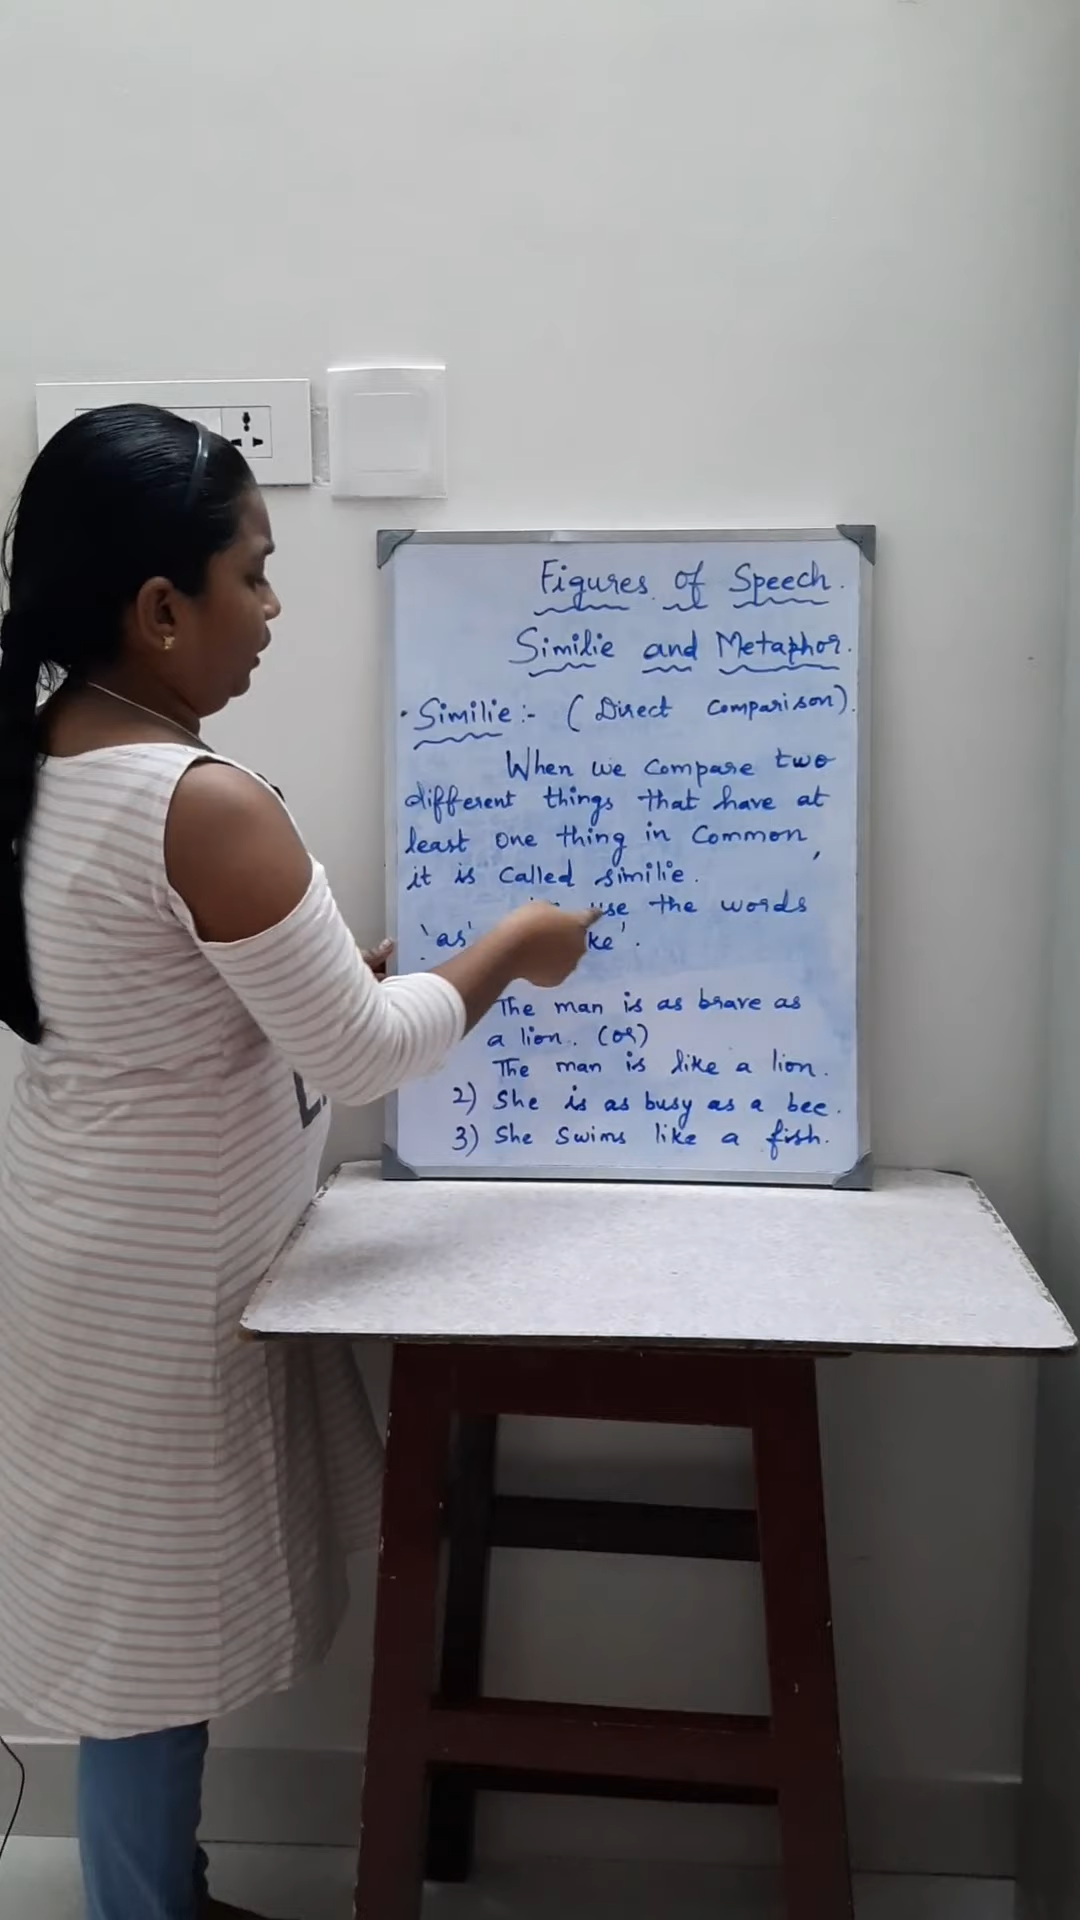 Figures of Speech.
Similie and Metaphor.
Similie:- (Direct Comparison).
When we compare two
different things that have at
least one thing in Common,
it is called similie.
use the words
'as' ke'.
The man is as brave as
a lion. (or)
The man is like a lion.
2) She is as busy as a bee.
3) She swims like a fish.